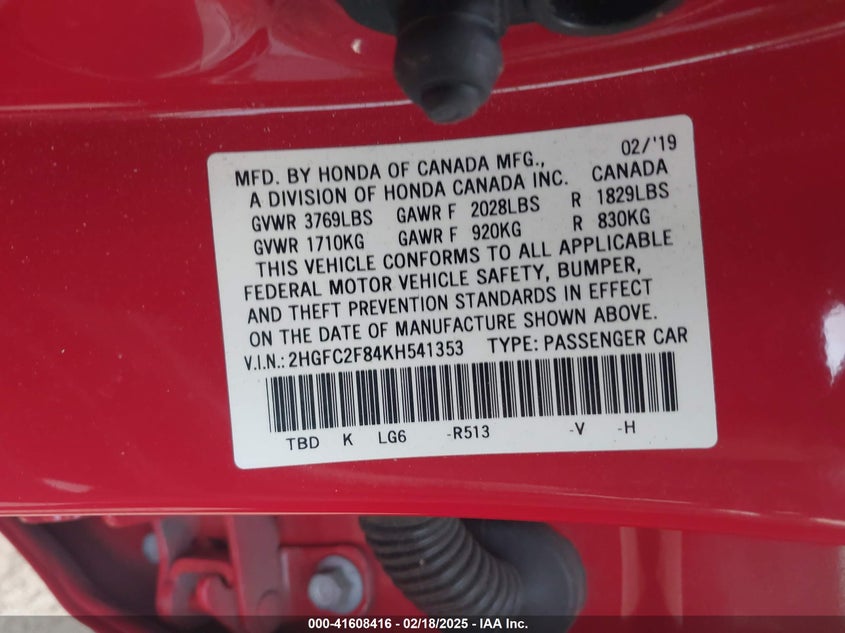 02/'19
MFD. BY HONDA OF CANADA MFG., CANADA
A DIVISION OF HONDA CANADA INC.
GVWR 3769LBS GAWR F 2028LBS R 1829LBS
GVWR 1710KG GAWR F 920KG R 830KG
THIS VEHICLE CONFORMS TO ALL APPLICABLE
FEDERAL MOTOR VEHICLE SAFETY, BUMPER,
AND THEFT PREVENTION STANDARDS IN EFFECT
ON THE DATE OF MANUFACTURE SHOWN ABOVE.
V.I.N.: 2HGFC2F84KH541353 TYPE: PASSENGER CAR
TBD K LG6 -R513 -V -H
000-41608416 - 02/18/2025 - IAA Inc.